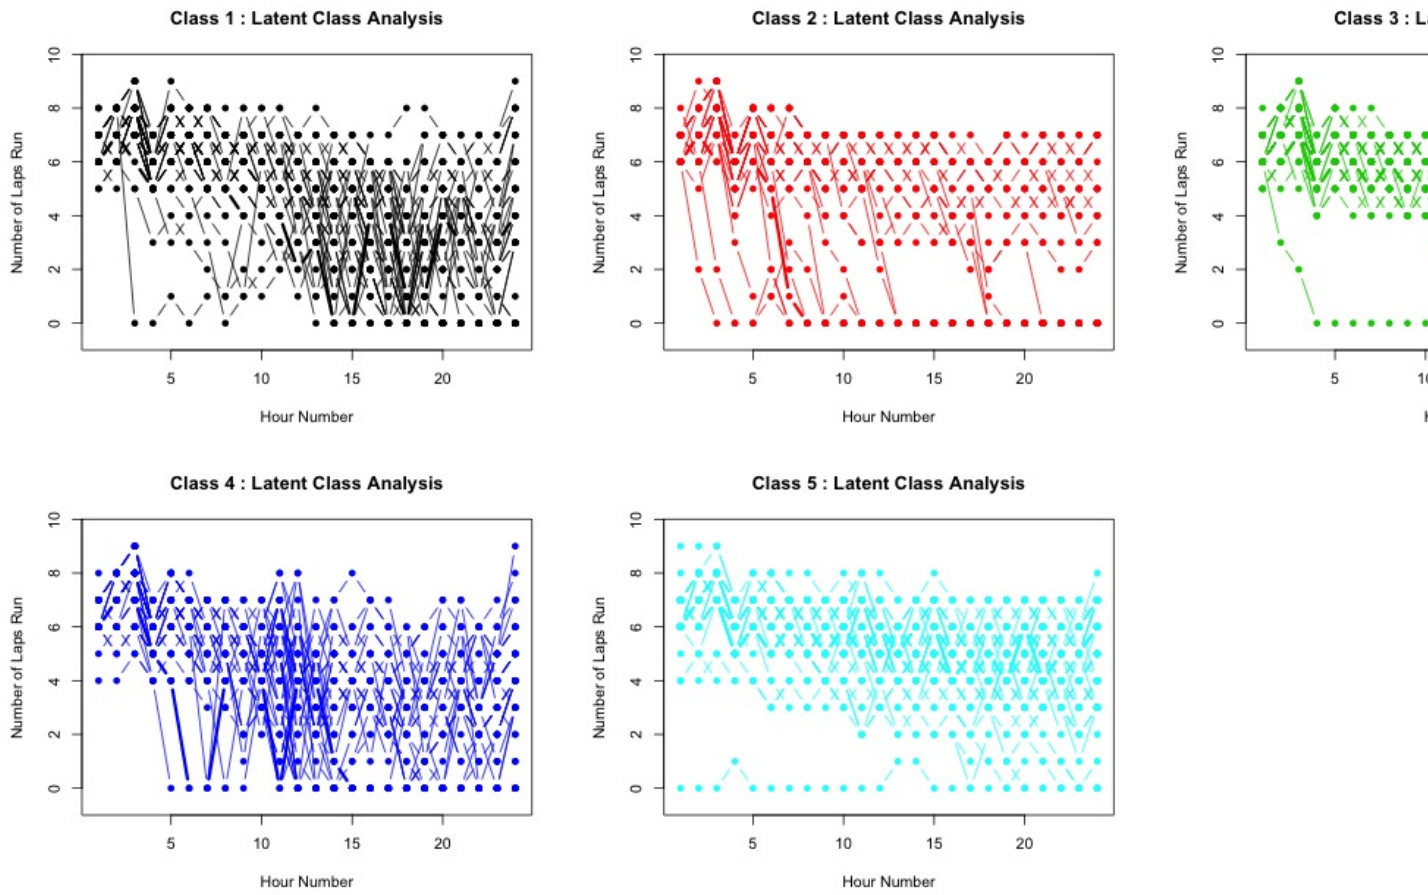 Class 1 : Latent Class Analysis
Number of Laps Run
0 2 4 6 8 10
5 10 15 20
Hour Number
Class 2 : Latent Class Analysis
Number of Laps Run
0 2 4 6 8 10
5 10 15 20
Hour Number
Class 3 : La
Number of Laps Run
0 2 4 6 8 10
5 10
Class 4 : Latent Class Analysis
Number of Laps Run
0 2 4 6 8 10
5 10 15 20
Hour Number
Class 5 : Latent Class Analysis
Number of Laps Run
0 2 4 6 8 10
5 10 15 20
Hour Number